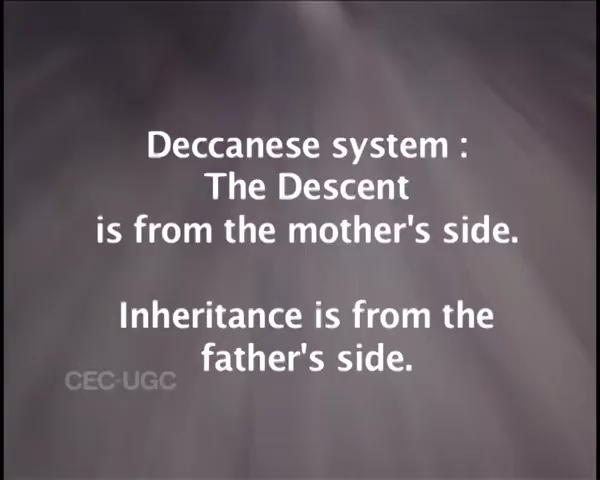 Deccanese system :
The Descent
is from the mother's side.
Inheritance is from the
father's side.
CEC-UGC